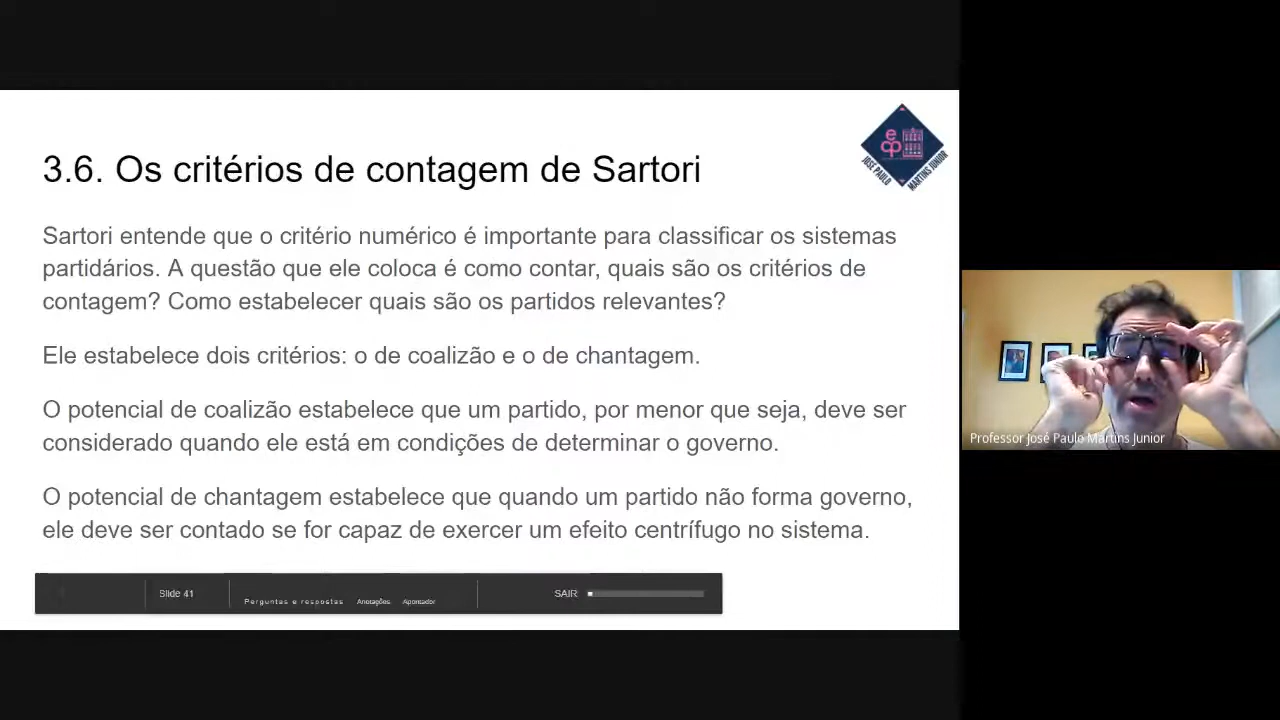 3.6. Os critérios de contagem de Sartori
ecp
JOSÉ PAULO
MARTINS JUNIOR
Sartori entende que o critério numérico é importante para classificar os sistemas
partidários. A questão que ele coloca é como contar, quais são os critérios de
contagem? Como estabelecer quais são os partidos relevantes?
Ele estabelece dois critérios: o de coalizão e o de chantagem.
O potencial de coalizão estabelece que um partido, por menor que seja, deve ser
considerado quando ele está em condições de determinar o governo.
O potencial de chantagem estabelece que quando um partido não forma governo,
ele deve ser contado se for capaz de exercer um efeito centrífugo no sistema.
Slide 41
Perguntas e respostas
Anotações
Apontador
SAIR
Professor José Paulo Martins Junior